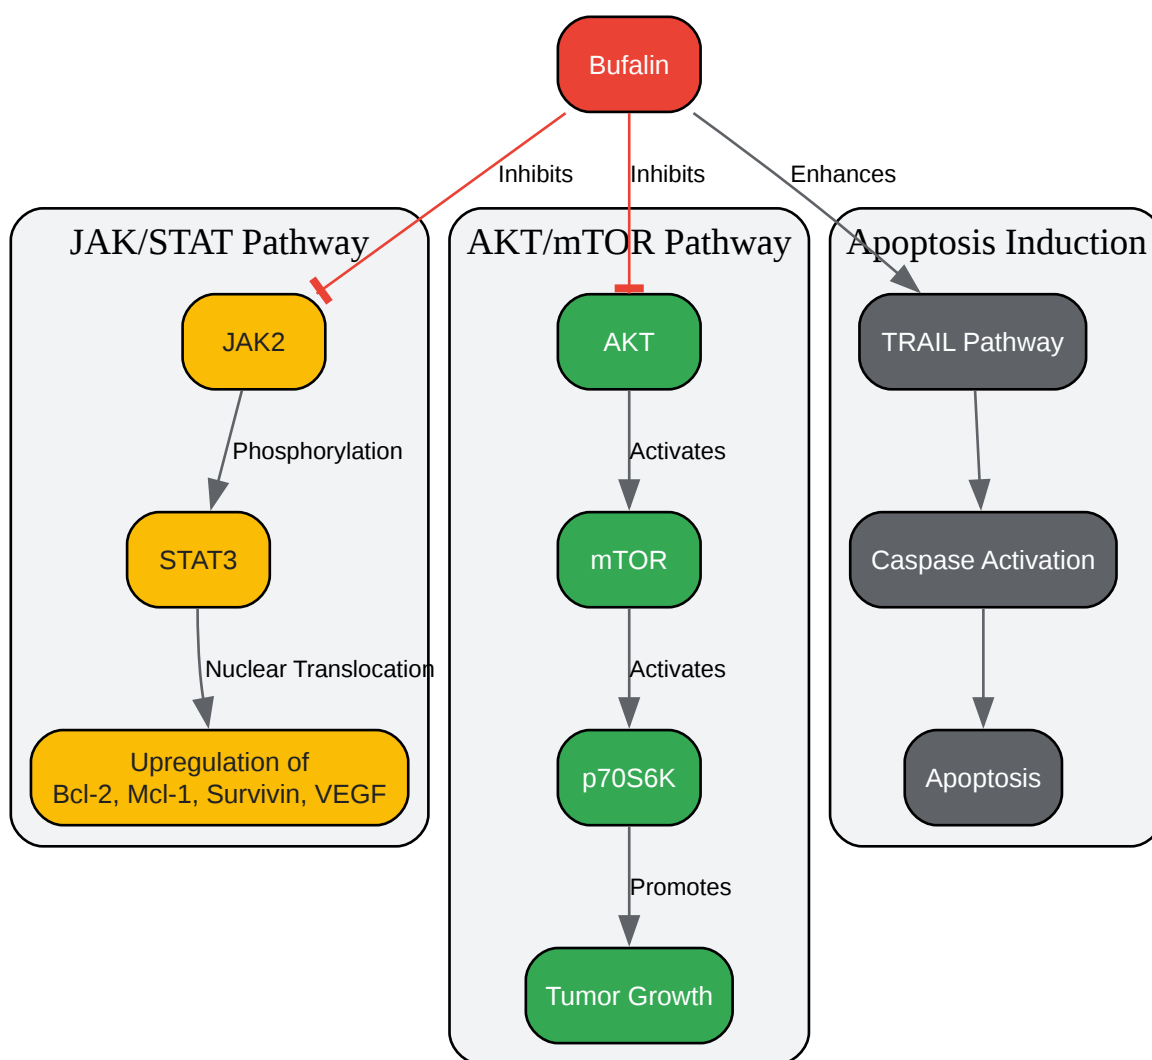 Bufalin
Inhibits
Inhibits
Enhances
JAK/STAT Pathway
AKT/mTOR Pathway
Apoptosis Induction
JAK2
AKT
TRAIL Pathway
Phosphorylation
Activates
STAT3
mTOR
Caspase Activation
Nuclear Translocation
Activates
Upregulation of
Bcl-2, Mcl-1, Survivin, VEGF
p70S6K
Apoptosis
Promotes
Tumor Growth